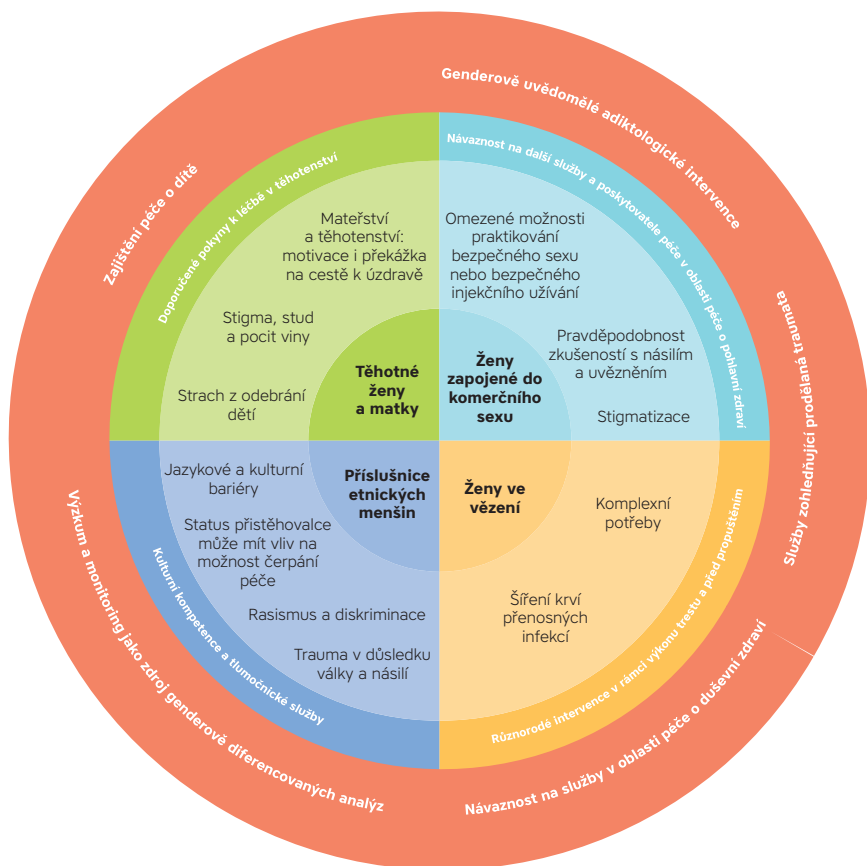 Genderově uvědomělé adiktologické intervence
Zajištění péče o dítě
Služby zohledňující prodělaná traumata
Výzkum a monitoring jako zdroj genderově diferencovaných analýz
Návaznost na služby v oblasti péče o duševní zdraví
Doporučené pokyny k léčbě v těhotenství
Mateřství
a těhotenství:
motivace i překážka
na cestě k úzdravě
Stigma, stud
a pocit viny
Strach z odebrání
dětí
Těhotné
ženy
a matky
Návaznost na další služby a poskytovatele péče v oblasti péče o pohlavní zdraví
Omezené možnosti
praktikování
bezpečného sexu
nebo bezpečného
injekčního užívání
Pravděpodobnost
zkušeností s násilím
a uvězněním
Stigmatizace
Ženy
zapojené do
komerčního
sexu
Kulturní kompetence a tlumočnické služby
Jazykové a kulturní
bariéry
Status přistěhovalce
může mít vliv na
možnost čerpání
péče
Rasismus a diskriminace
Trauma v důsledku
války a násilí
Příslušnice
etnických
menšin
Ženy ve
vězení
Komplexní
potřeby
Šíření krví
přenosných
infekcí
Různorodé intervence v rámci výkonu trestu a před propuštěním